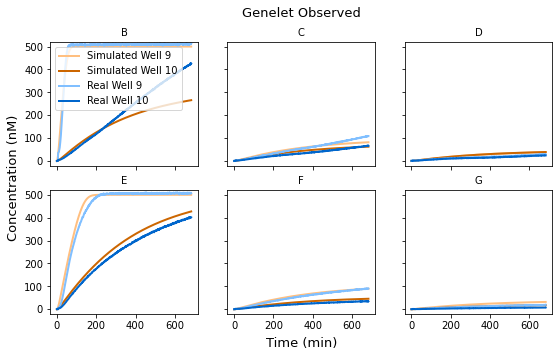 Genelet Observed
B
C
D
500
400
300
200
100
0
Simulated Well 9
Simulated Well 10
Real Well 9
Real Well 10
Concentration (nM)
E
F
G
500
400
300
200
100
0
0 200 400 600
0 200 400 600
0 200 400 600
Time (min)